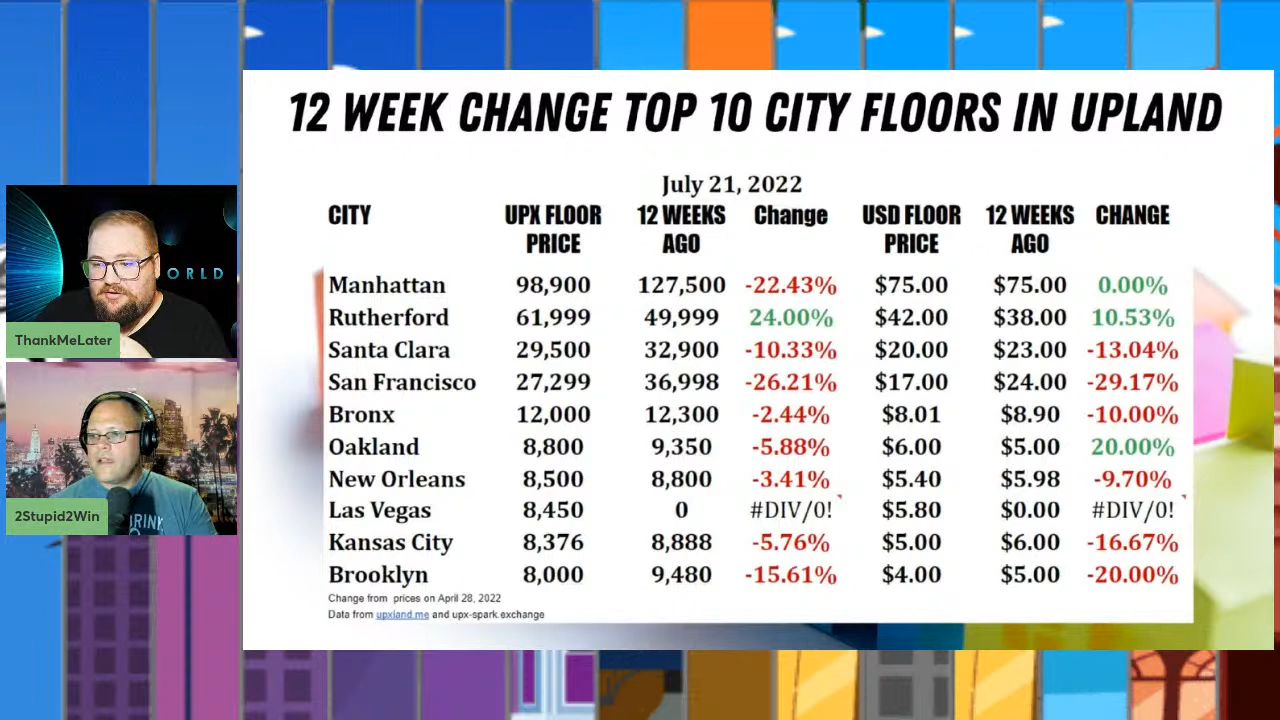 12 WEEK CHANGE TOP 10 CITY FLOORS IN UPLAND
July 21, 2022
CITY UPX FLOOR PRICE 12 WEEKS AGO Change USD FLOOR PRICE 12 WEEKS AGO CHANGE
Manhattan 98,900 127,500 -22.43% $75.00 $75.00 0.00%
Rutherford 61,999 49,999 24.00% $42.00 $38.00 10.53%
Santa Clara 29,500 32,900 -10.33% $20.00 $23.00 -13.04%
San Francisco 27,299 36,998 -26.21% $17.00 $24.00 -29.17%
Bronx 12,000 12,300 -2.44% $8.01 $8.90 -10.00%
Oakland 8,800 9,350 -5.88% $6.00 $5.00 20.00%
New Orleans 8,500 8,800 -3.41% $5.40 $5.98 -9.70%
Las Vegas 8,450 0 #DIV/0! $5.80 $0.00 #DIV/0!
Kansas City 8,376 8,888 -5.76% $5.00 $6.00 -16.67%
Brooklyn 8,000 9,480 -15.61% $4.00 $5.00 -20.00%
Change from prices on April 28, 2022
Data from upxland.me and upx-spark.exchange
ORLD
ThankMeLater
2Stupid2Win